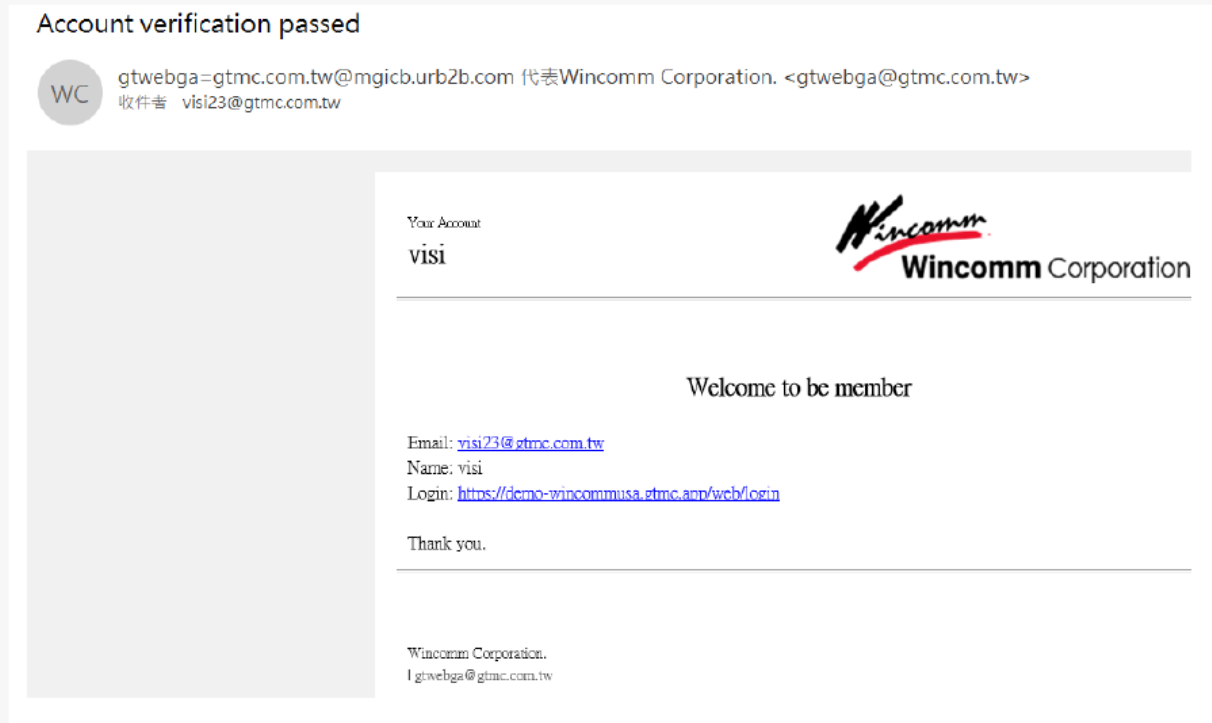 Account verification passed
WC
gtwebga=gtmc.com.tw@mgicb.urb2b.com 代表Wincomm Corporation. <gtwebga@gtmc.com.tw>
收件者 visi23@gtmc.com.tw
Your Account
visi
Wincomm
Wincomm Corporation
Welcome to be member
Email: visi23@gtmc.com.tw
Name: visi
Login: https://demo-wincommusa.gtmc.app/web/login
Thank you.
Wincomm Corporation.
| gtwebga@gtmc.com.tw